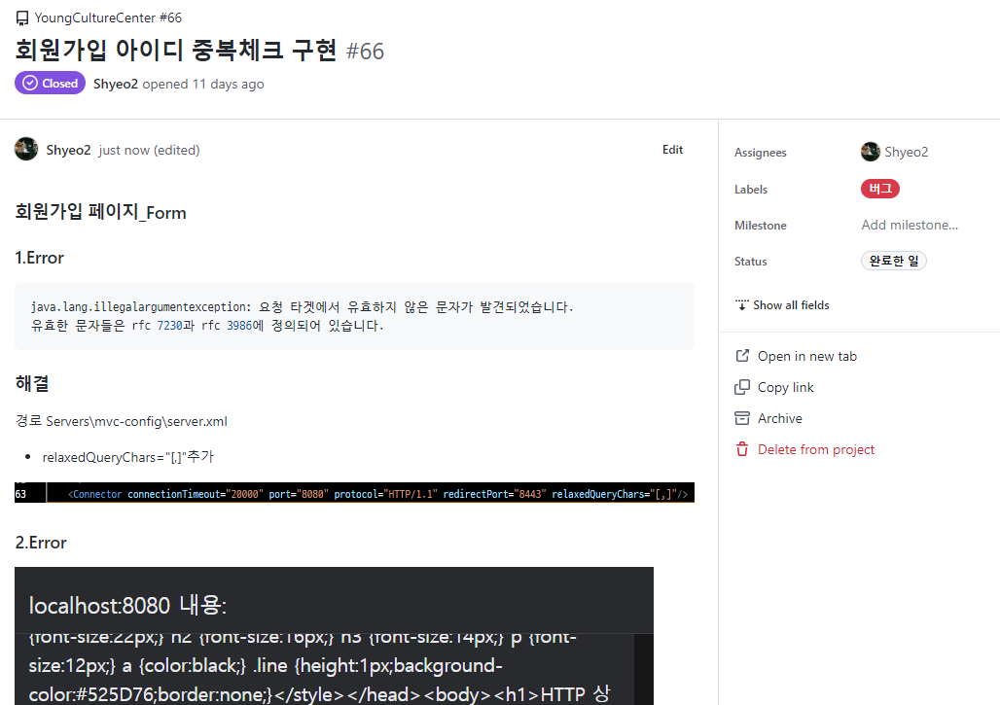 YoungCultureCenter #66
회원가입 아이디 중복체크 구현 #66
Closed Shyeo2 opened 11 days ago
Shyeo2 just now (edited)
Edit
회원가입 페이지_Form
1.Error
java.lang.illegalargumentexception: 요청 타겟에서 유효하지 않은 문자가 발견되었습니다.
유효한 문자들은 rfc 7230과 rfc 3986에 정의되어 있습니다.
해결
경로 Servers\mvc-config\server.xml
relaxedQueryChars="[,]"추가
63 <Connector connectionTimeout="20000" port="8080" protocol="HTTP/1.1" redirectPort="8443" relaxedQueryChars="[,]"/>
2.Error
localhost:8080 내용:
{font-size:22px;} h2 {font-size:16px;} h3 {font-size:14px;} p {font-
size:12px;} a {color:black;} .line {height:1px;background-
color:#525D76;border:none;}</style></head><body><h1>HTTP 상
Assignees Shyeo2
Labels 버그
Milestone Add milestone...
Status 완료한 일
Show all fields
Open in new tab
Copy link
Archive
Delete from project